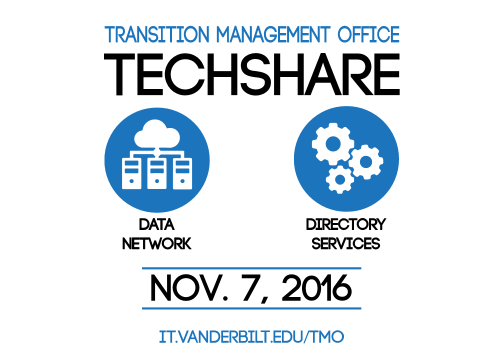 TRANSITION MANAGEMENT OFFICE
TECHSHARE
DATA
NETWORK
DIRECTORY
SERVICES
NOV. 7, 2016
IT.VANDERBILT.EDU/TMO